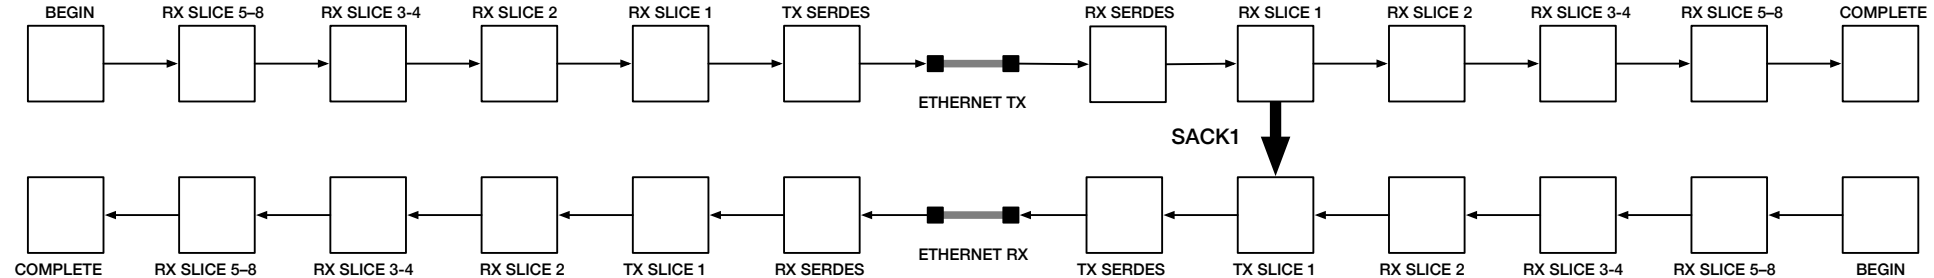 BEGIN RX SLICE 5–8 RX SLICE 3-4 RX SLICE 2 RX SLICE 1 TX SERDES RX SERDES RX SLICE 1 RX SLICE 2 RX SLICE 3-4 RX SLICE 5–8 COMPLETE
ETHERNET TX
SACK1
ETHERNET RX
COMPLETE RX SLICE 5–8 RX SLICE 3-4 RX SLICE 2 TX SLICE 1 RX SERDES TX SERDES TX SLICE 1 RX SLICE 2 RX SLICE 3-4 RX SLICE 5–8 BEGIN